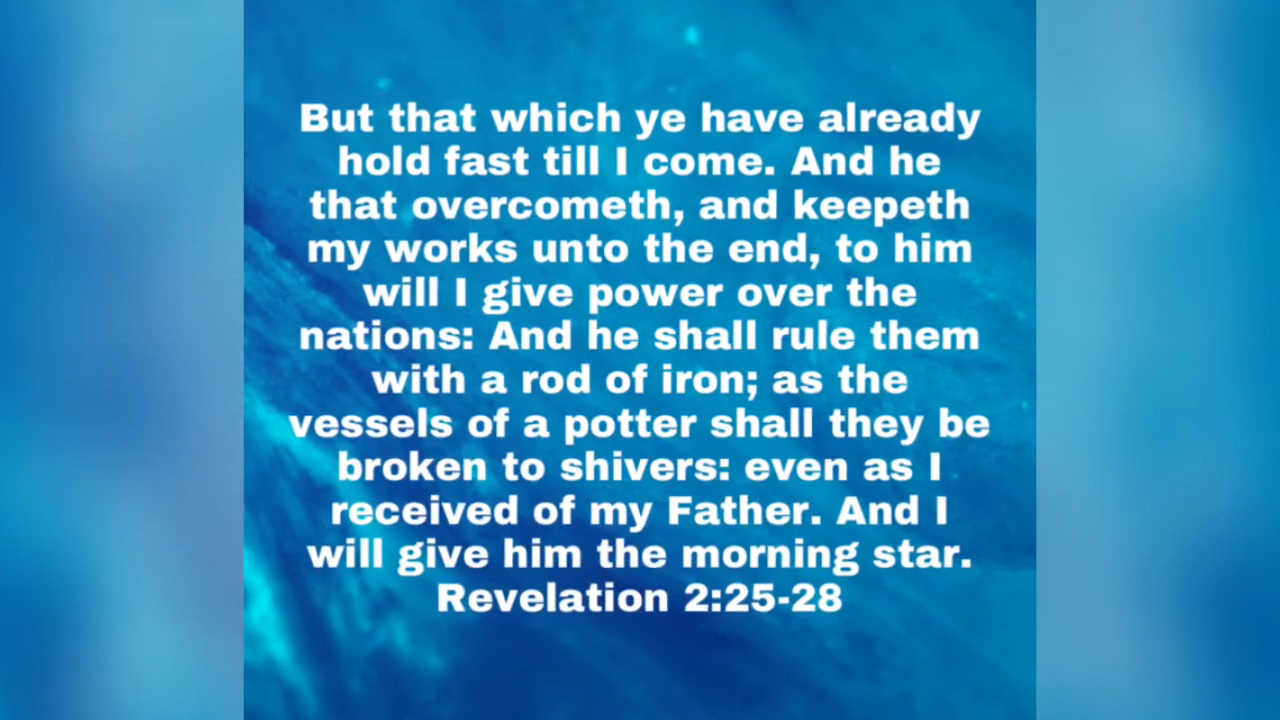 But that which ye have already
hold fast till I come. And he
that overcometh, and keepeth
my works unto the end, to him
will I give power over the
nations: And he shall rule them
with a rod of iron; as the
vessels of a potter shall they be
broken to shivers: even as I
received of my Father. And I
will give him the morning star.
Revelation 2:25-28